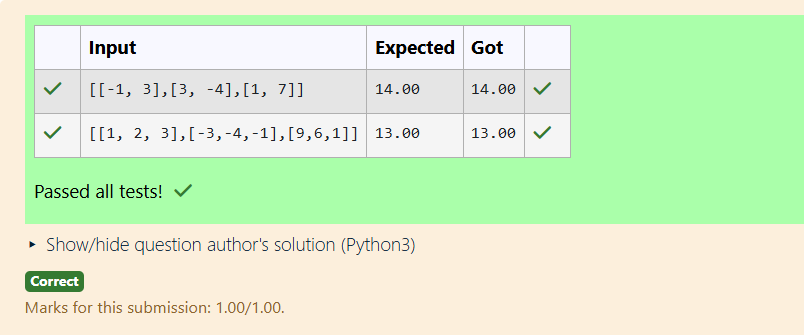 Input Expected Got
[[-1, 3],[3, -4],[1, 7]] 14.00 14.00
[[1, 2, 3],[-3,-4,-1],[9,6,1]] 13.00 13.00
Passed all tests!
Show/hide question author's solution (Python3)
Correct
Marks for this submission: 1.00/1.00.